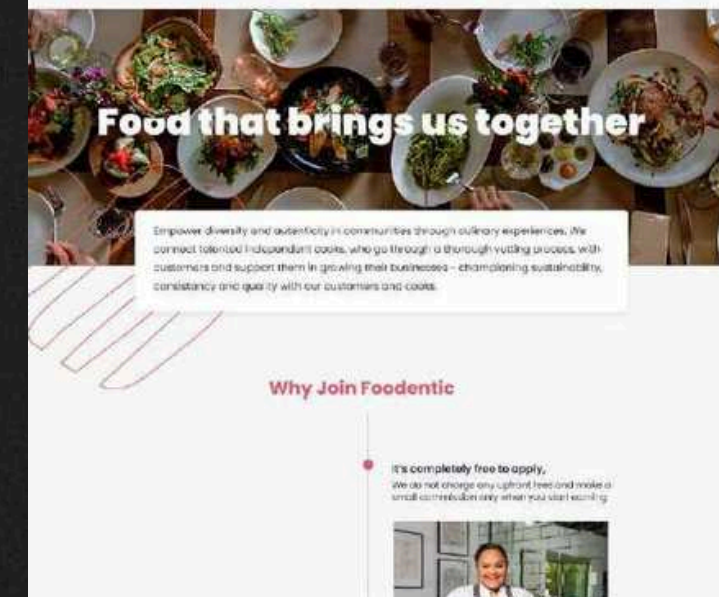 Food that brings us together
Empower diversity and autenticity in communities through culinary experiences. We
connect talented independent cooks, who go through a thorough vetting process, with
customers and support them in growing their businesses - championing sustainability,
consistancy and quality with our customers and cooks.
Why Join Foodentic
It's completely free to apply,
We do not charge any upfront fees and make a
small commission only when you start earning